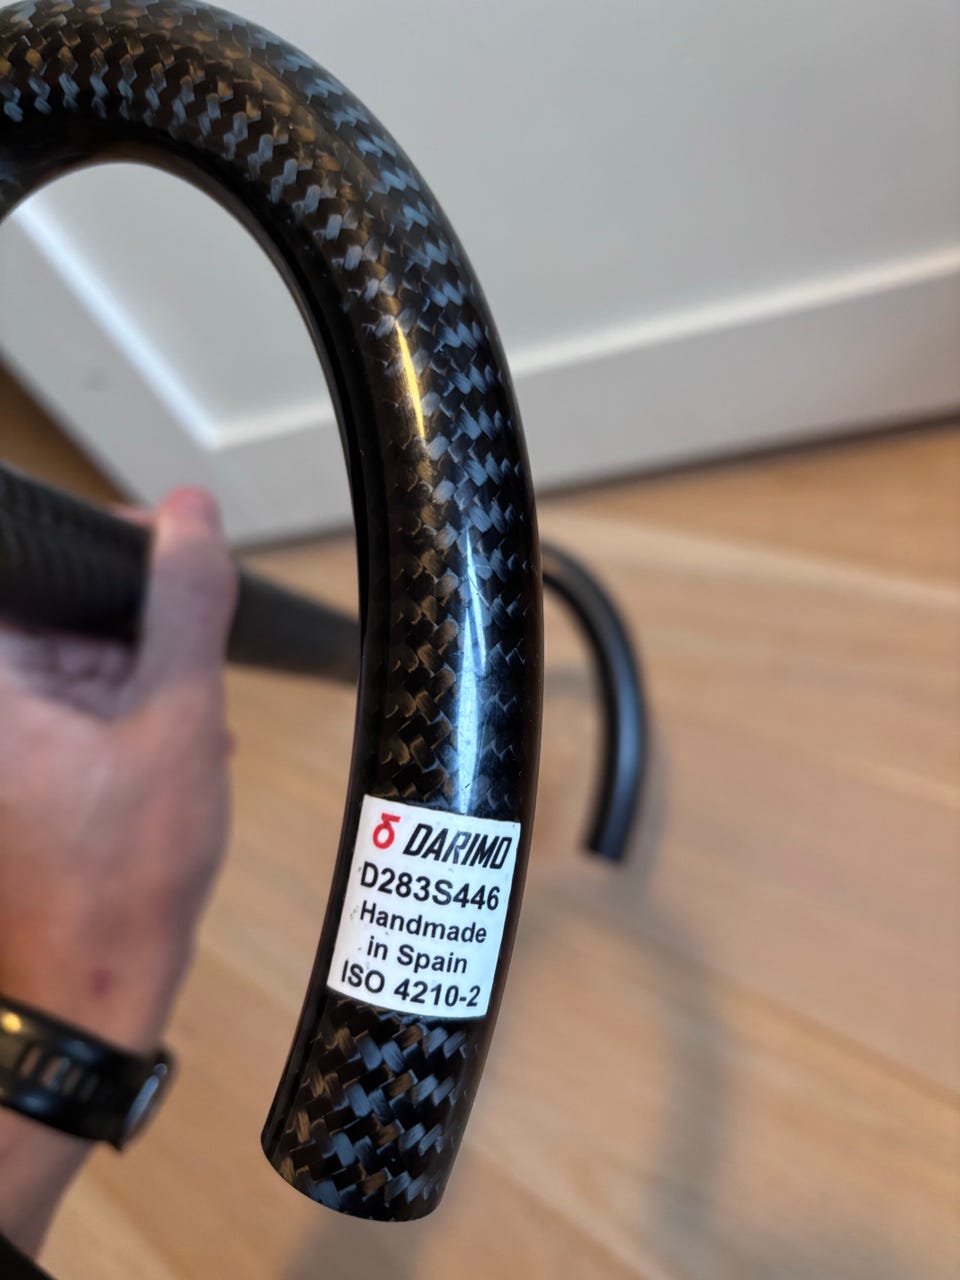 DARIMO
D283S446
Handmade
in Spain
ISO 4210-2